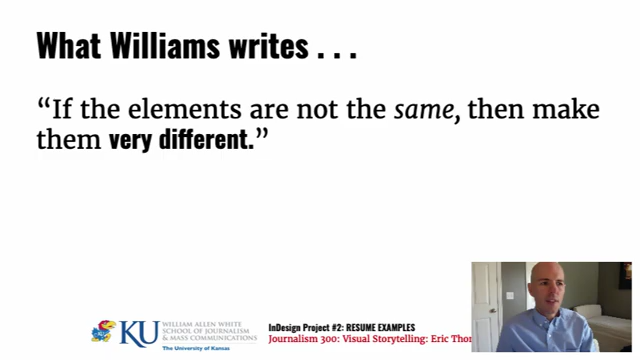 What Williams writes . . .
“If the elements are not the same, then make
them very different.”
KU
WILLIAM ALLEN WHITE
SCHOOL OF JOURNALISM
& MASS COMMUNICATIONS
The University of Kansas
InDesign Project #2: RESUME EXAMPLES
Journalism 300: Visual Storytelling: Eric